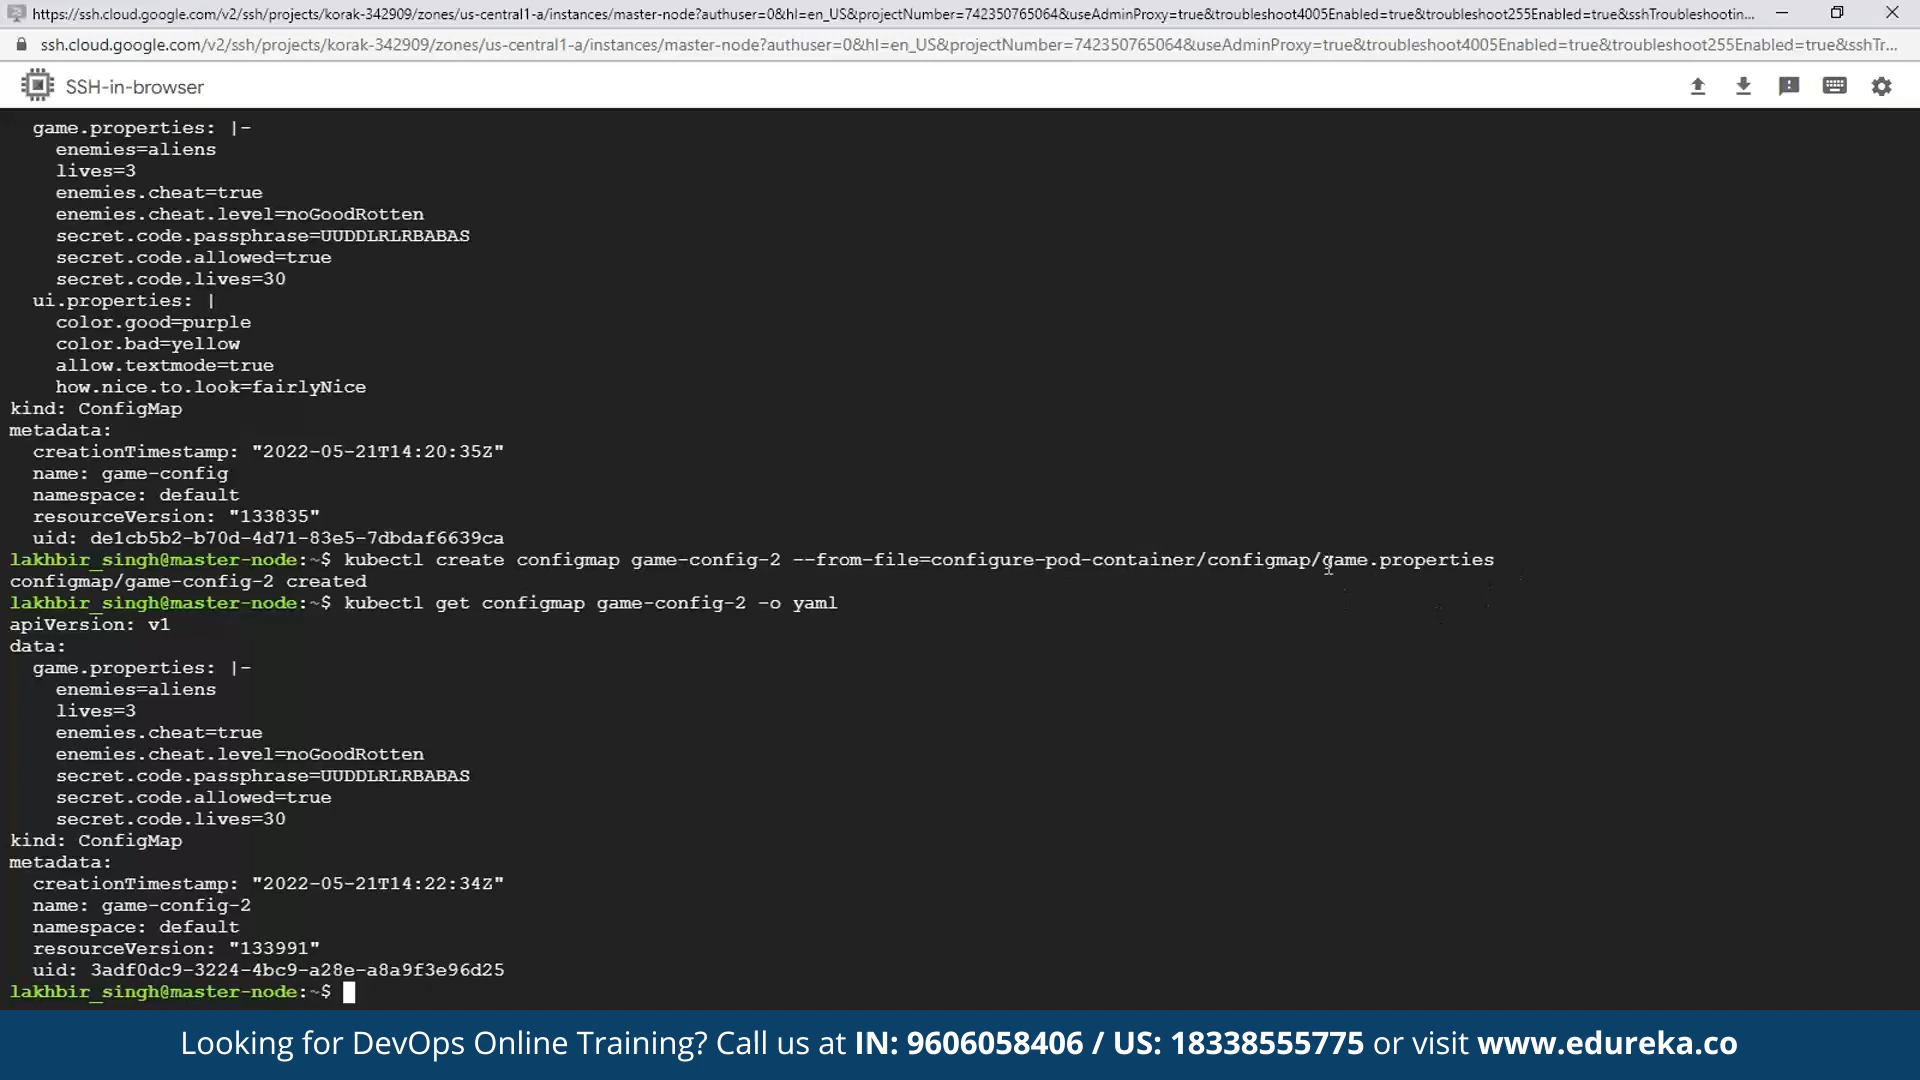 https://ssh.cloud.google.com/v2/ssh/projects/korak-342909/zones/us-central1-a/instances/master-node?authuser=0&hl=en_US&projectNumber=742350765064&useAdminProxy=true&troubleshoot4005Enabled=true&troubleshoot255Enabled=true&sshTroubleshootin...
ssh.cloud.google.com/v2/ssh/projects/korak-342909/zones/us-central1-a/instances/master-node?authuser=0&hl=en_US&projectNumber=742350765064&useAdminProxy=true&troubleshoot4005Enabled=true&troubleshoot255Enabled=true&sshTr...
SSH-in-browser
game.properties: |-
enemies=aliens
lives=3
enemies.cheat=true
enemies.cheat.level=noGoodRotten
secret.code.passphrase=UUDDLRLRBABAS
secret.code.allowed=true
secret.code.lives=30
ui.properties: |
color.good=purple
color.bad=yellow
allow.textmode=true
how.nice.to.look=fairlyNice
kind: ConfigMap
metadata:
creationTimestamp: "2022-05-21T14:20:35Z"
name: game-config
namespace: default
resourceVersion: "133835"
uid: de1cb5b2-b70d-4d71-83e5-7dbdaf6639ca
lakhbir_singh@master-node:~$ kubectl create configmap game-config-2 --from-file=configure-pod-container/configmap/game.properties
configmap/game-config-2 created
lakhbir_singh@master-node:~$ kubectl get configmap game-config-2 -o yaml
apiVersion: v1
data:
game.properties: |-
enemies=aliens
lives=3
enemies.cheat=true
enemies.cheat.level=noGoodRotten
secret.code.passphrase=UUDDLRLRBABAS
secret.code.allowed=true
secret.code.lives=30
kind: ConfigMap
metadata:
creationTimestamp: "2022-05-21T14:22:34Z"
name: game-config-2
namespace: default
resourceVersion: "133991"
uid: 3adf0dc9-3224-4bc9-a28e-a8a9f3e96d25
lakhbir_singh@master-node:~$
Looking for DevOps Online Training? Call us at IN: 9606058406 / US: 18338555775 or visit www.edureka.co